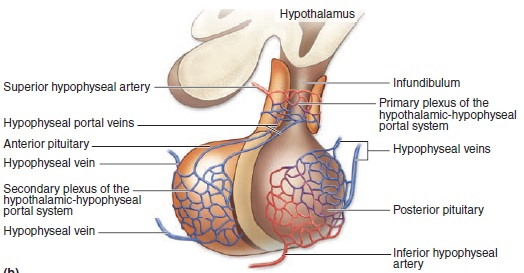 Hypothalamus
Superior hypophyseal artery
Hypophyseal portal veins
Anterior pituitary
Hypophyseal vein
Secondary plexus of the
hypothalamic-hypophyseal
portal system
Hypophyseal vein
Infundibulum
Primary plexus of the
hypothalamic-hypophyseal
portal system
Hypophyseal veins
Posterior pituitary
Inferior hypophyseal
artery
(b)